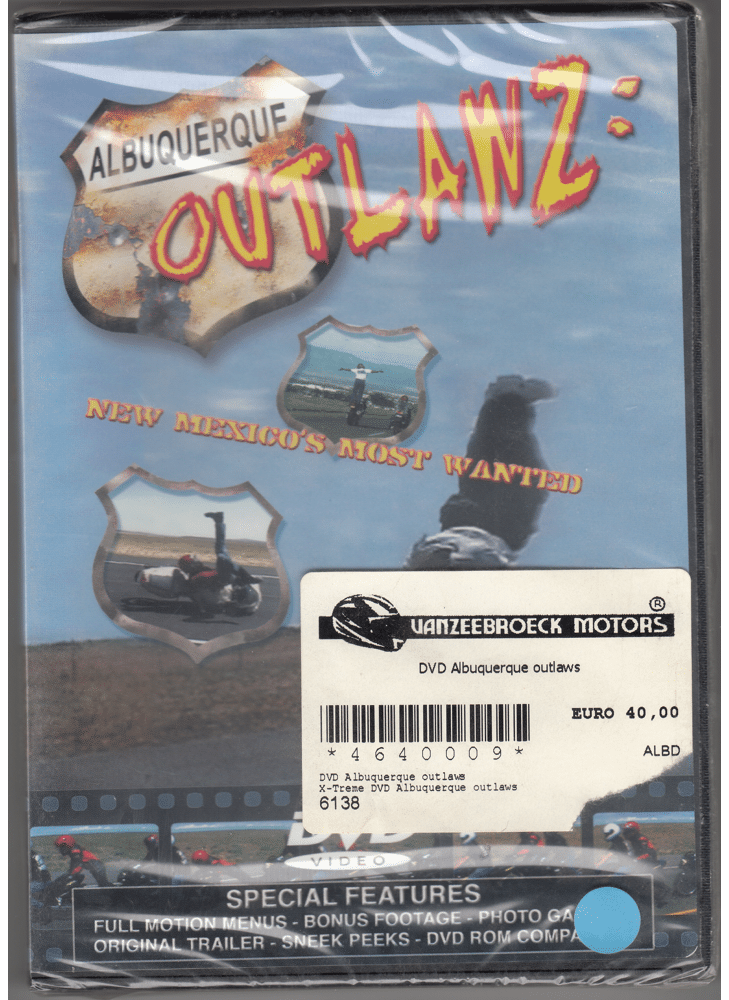 ALBUQUERQUE
OUTLAWZ:
NEW MEXICO'S MOST WANTED
VANZEEBROECK MOTORS ®
DVD Albuquerque outlaws
EURO 40,00
*4640009*
ALBD
DVD Albuquerque outlaws
X-Treme DVD Albuquerque outlaws
6138
DVD
VIDEO
SPECIAL FEATURES
FULL MOTION MENUS - BONUS FOOTAGE - PHOTO GA
ORIGINAL TRAILER - SNEEK PEEKS - DVD ROM COMPA